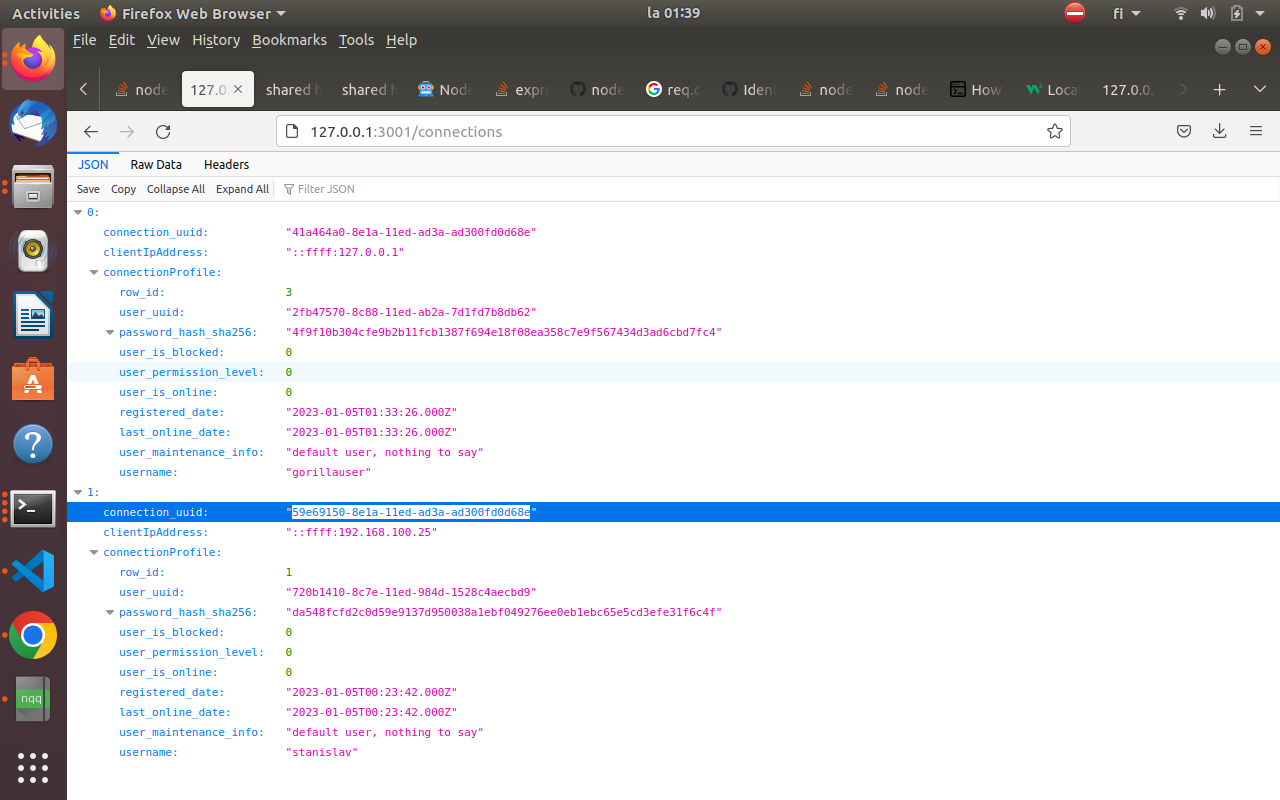 Activities Firefox Web Browser la 01:39 fi
File Edit View History Bookmarks Tools Help
node 127.0. shared h shared h Node expre node req.c Ident node node How Locat 127.0.0.
127.0.0.1:3001/connections
JSON Raw Data Headers
Save Copy Collapse All Expand All Filter JSON
0:
connection_uuid: "41a464a0-8e1a-11ed-ad3a-ad300fd0d68e"
clientIpAddress: "::ffff:127.0.0.1"
connectionProfile:
row_id: 3
user_uuid: "2fb47570-8c88-11ed-ab2a-7d1fd7b8db62"
password_hash_sha256: "4f9f10b304cfe9b2b11fcb1387f694e18f08ea358c7e9f567434d3ad6cbd7fc4"
user_is_blocked: 0
user_permission_level: 0
user_is_online: 0
registered_date: "2023-01-05T01:33:26.000Z"
last_online_date: "2023-01-05T01:33:26.000Z"
user_maintenance_info: "default user, nothing to say"
username: "gorillauser"
1:
connection_uuid: "59e69150-8e1a-11ed-ad3a-ad300fd0d68e"
clientIpAddress: "::ffff:192.168.100.25"
connectionProfile:
row_id: 1
user_uuid: "720b1410-8c7e-11ed-984d-1528c4aecbd9"
password_hash_sha256: "da548fcfd2c0d59e9137d950038a1ebf049276ee0eb1ebc65e5cd3efe31f6c4f"
user_is_blocked: 0
user_permission_level: 0
user_is_online: 0
registered_date: "2023-01-05T00:23:42.000Z"
last_online_date: "2023-01-05T00:23:42.000Z"
user_maintenance_info: "default user, nothing to say"
username: "stanislav"
nqq